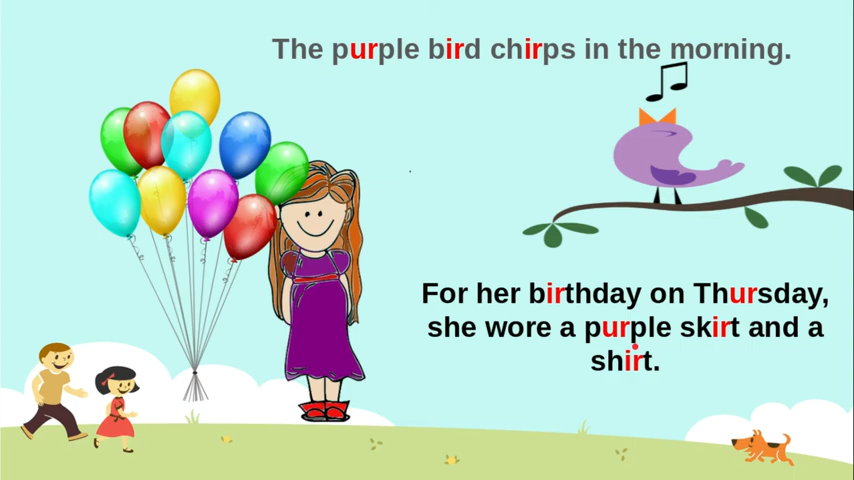 The purple bird chirps in the morning.
For her birthday on Thursday,
she wore a purple skirt and a
shirt.